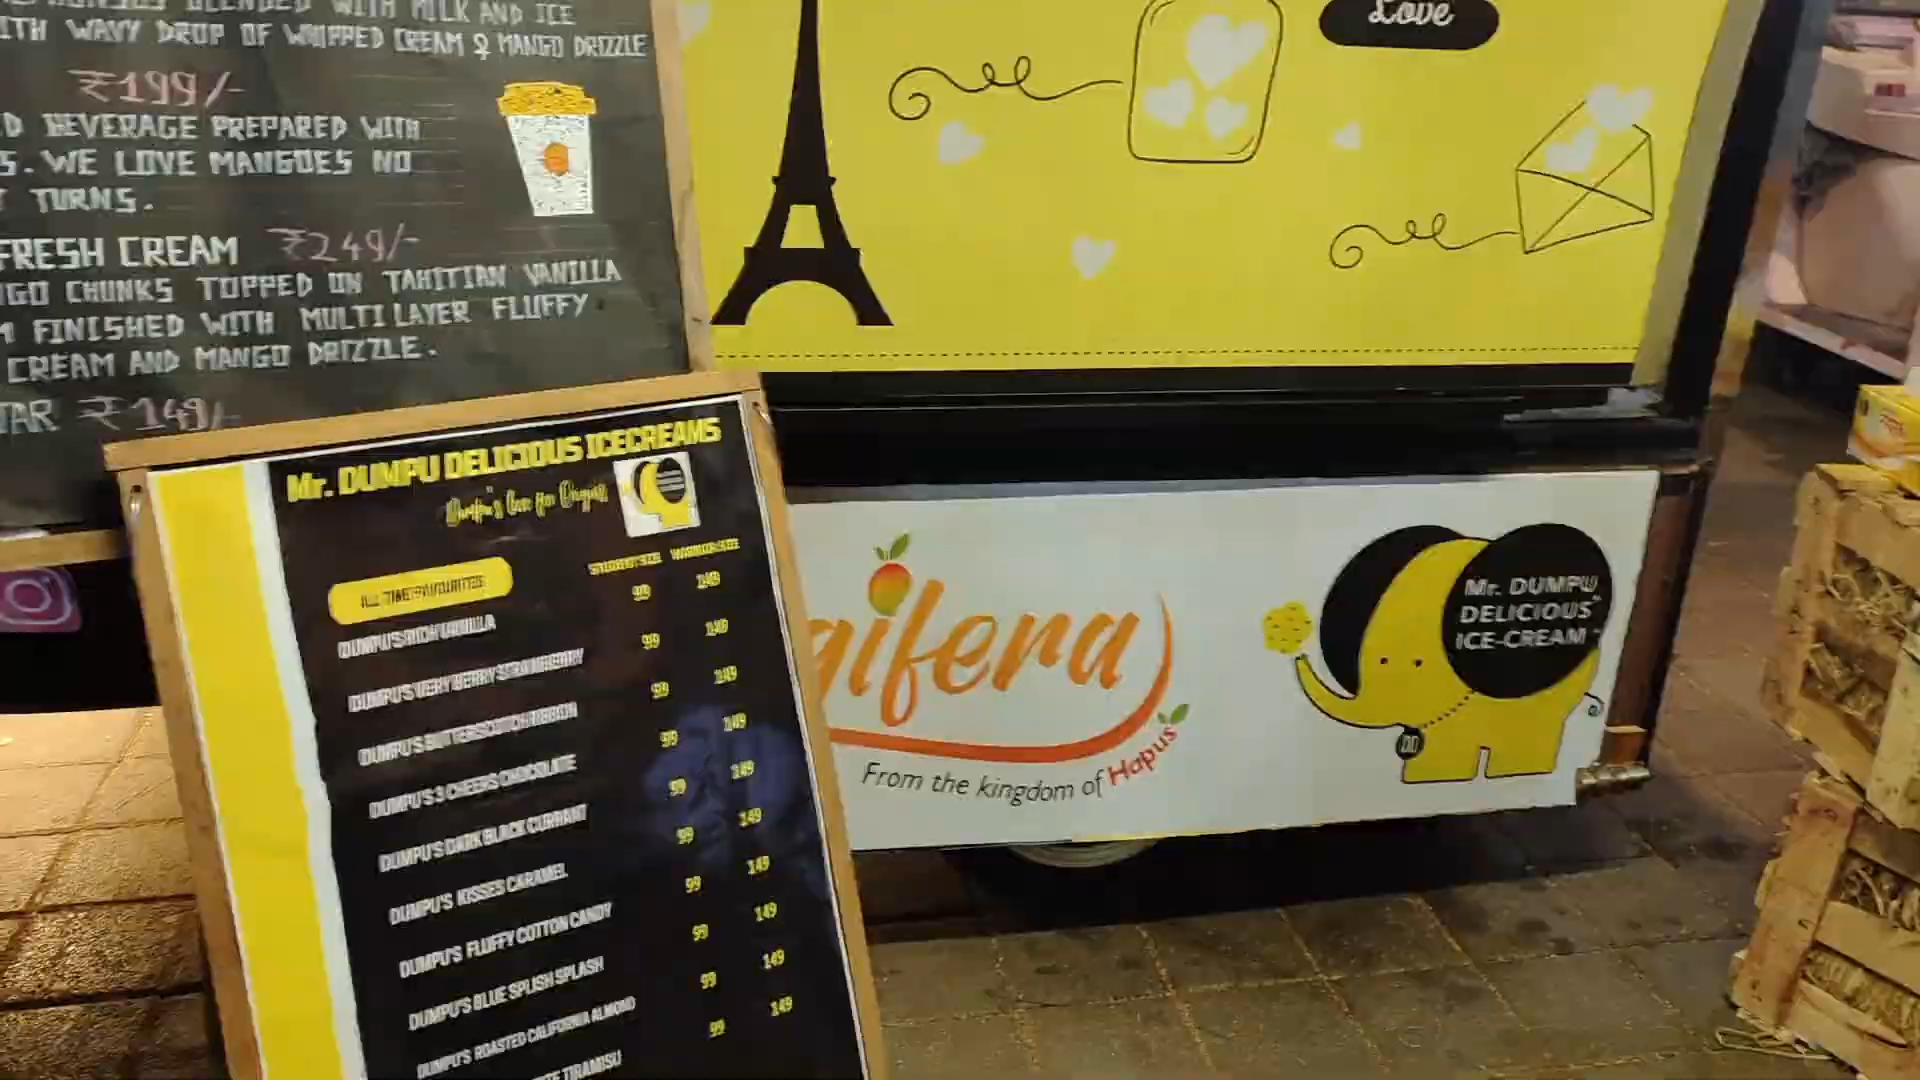 BLENDED WITH MILK AND ICE
WITH WAVY DROP OF WHIPPED CREAM & MANGO DRIZZLE
₹199/-
D BEVERAGE PREPARED WITH
S. WE LOVE MANGOES NO
T TURNS.
FRESH CREAM ₹249/-
NGO CHUNKS TOPPED ON TAHITIAN VANILLA
M FINISHED WITH MULTI LAYER FLUFFY
CREAM AND MANGO DRIZZLE.
TAR ₹149/-
Love
Mr. DUMPU DELICIOUS ICECREAMS
ALL TIME FAVOURITES
DUMPU'S RICH VANILLA 99 149
DUMPU'S VERY BERRY STRAWBERRY 99 149
DUMPU'S BUTTERSCOTCH RIBBON 99 149
DUMPU'S 3 CHEERS CHOCOLATE 99 149
DUMPU'S DARK BLACK CURRANT 99 149
DUMPU'S KISSES CARAMEL 99 149
DUMPU'S FLUFFY COTTON CANDY 99 149
DUMPU'S BLUE SPLISH SPLASH 99 149
DUMPU'S ROASTED CALIFORNIA ALMOND 99 149
TIRAMISU 99 149
gifera
From the kingdom of Hapus
Mr. DUMPU
DELICIOUS
ICE-CREAM